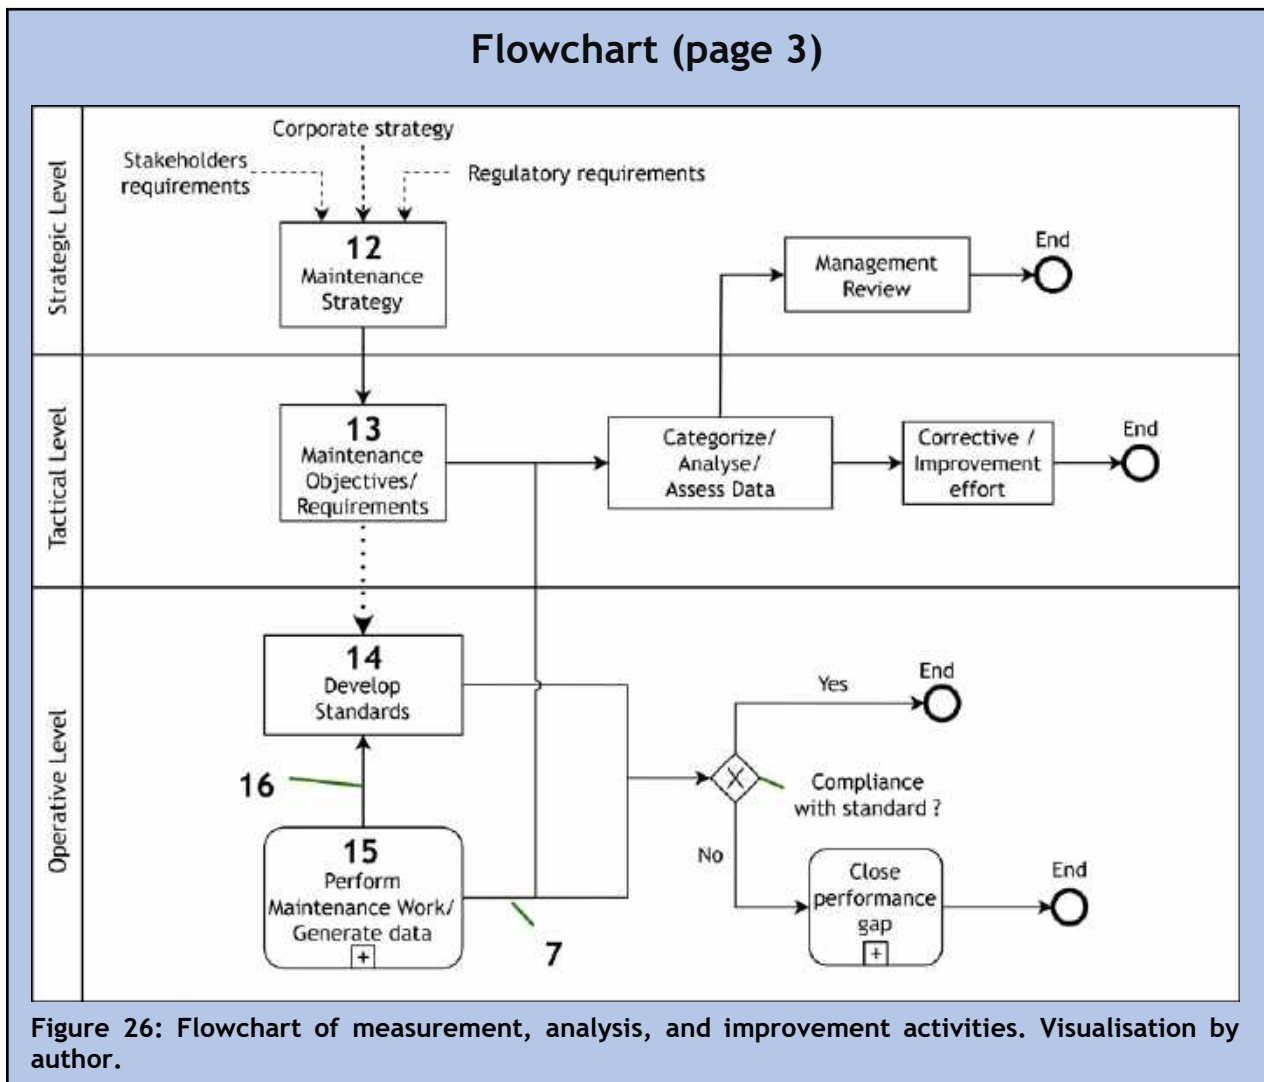 Flowchart (page 3)
Strategic Level
Corporate strategy
Stakeholders
requirements
Regulatory requirements
12
Maintenance
Strategy
Management
Review
End
Tactical Level
13
Maintenance
Objectives/
Requirements
Categorize/
Analyse/
Assess Data
Corrective /
Improvement
effort
End
Operative Level
14
Develop
Standards
16
15
Perform
Maintenance Work/
Generate data
+
7
X
Compliance
with standard ?
Yes
End
No
Close
performance
gap
+
End
Figure 26: Flowchart of measurement, analysis, and improvement activities. Visualisation by
author.